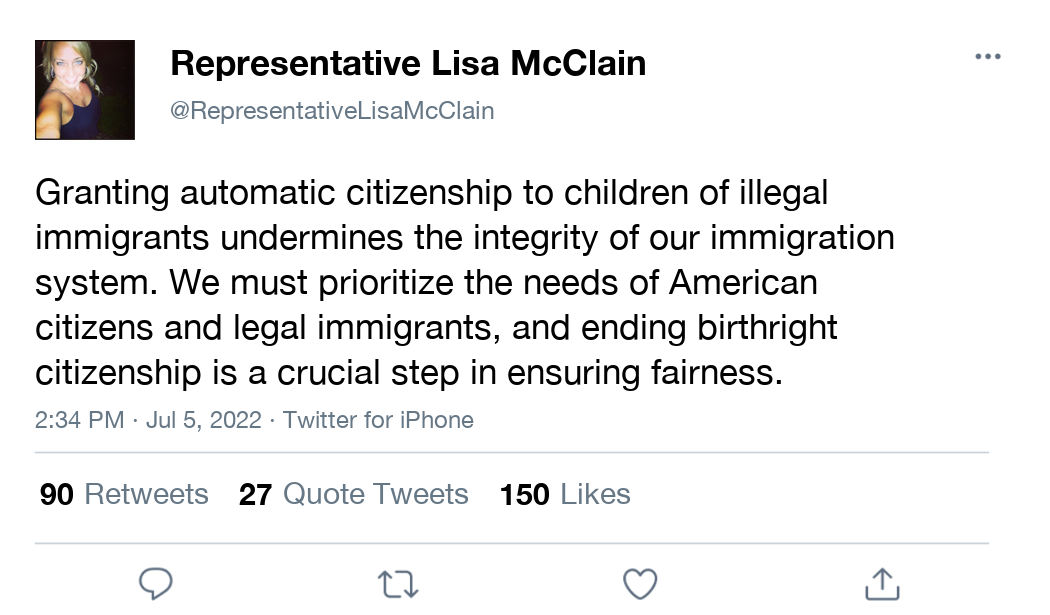 Representative Lisa McClain
@RepresentativeLisaMcClain
Granting automatic citizenship to children of illegal
immigrants undermines the integrity of our immigration
system. We must prioritize the needs of American
citizens and legal immigrants, and ending birthright
citizenship is a crucial step in ensuring fairness.
2:34 PM · Jul 5, 2022 · Twitter for iPhone
90 Retweets 27 Quote Tweets 150 Likes